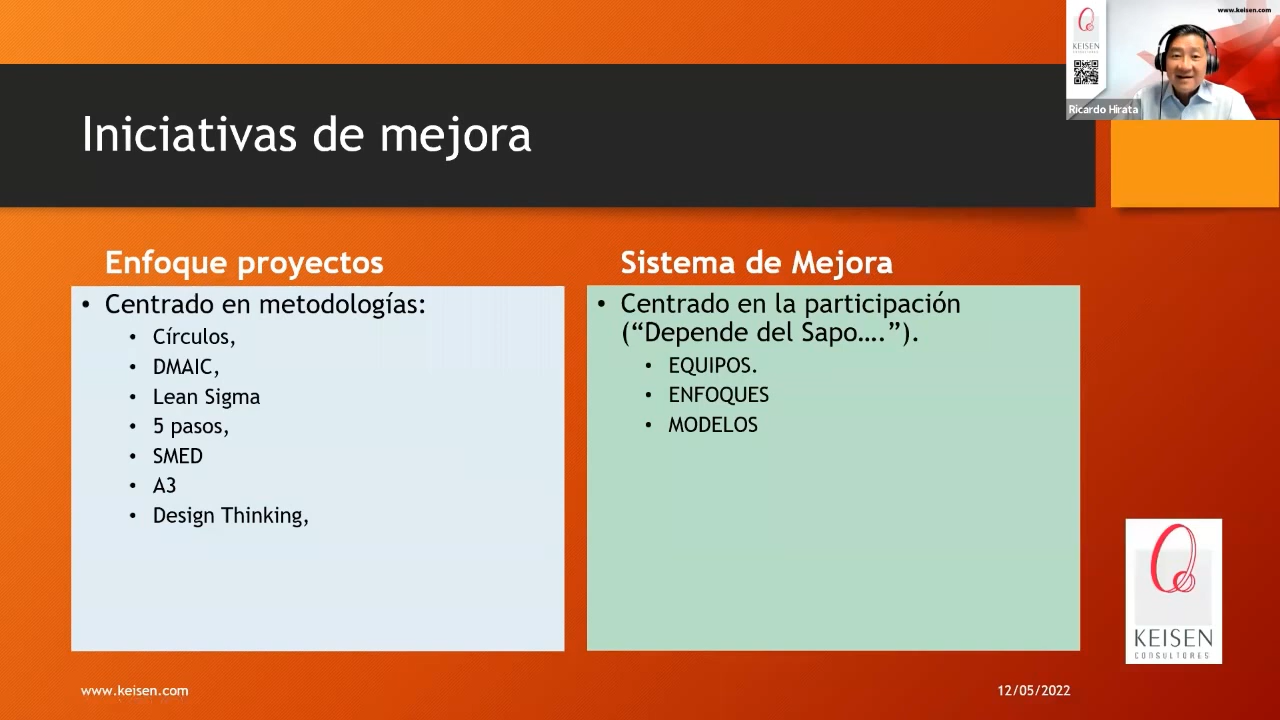 www.keisen.com
KEISEN
CONSULTORES
Ricardo Hirata
Iniciativas de mejora
Enfoque proyectos
• Centrado en metodologías:
• Círculos,
• DMAIC,
• Lean Sigma
• 5 pasos,
• SMED
• A3
• Design Thinking,
Sistema de Mejora
• Centrado en la participación
(“Depende del Sapo….”).
• EQUIPOS.
• ENFOQUES
• MODELOS
KEISEN
CONSULTORES
www.keisen.com
12/05/2022